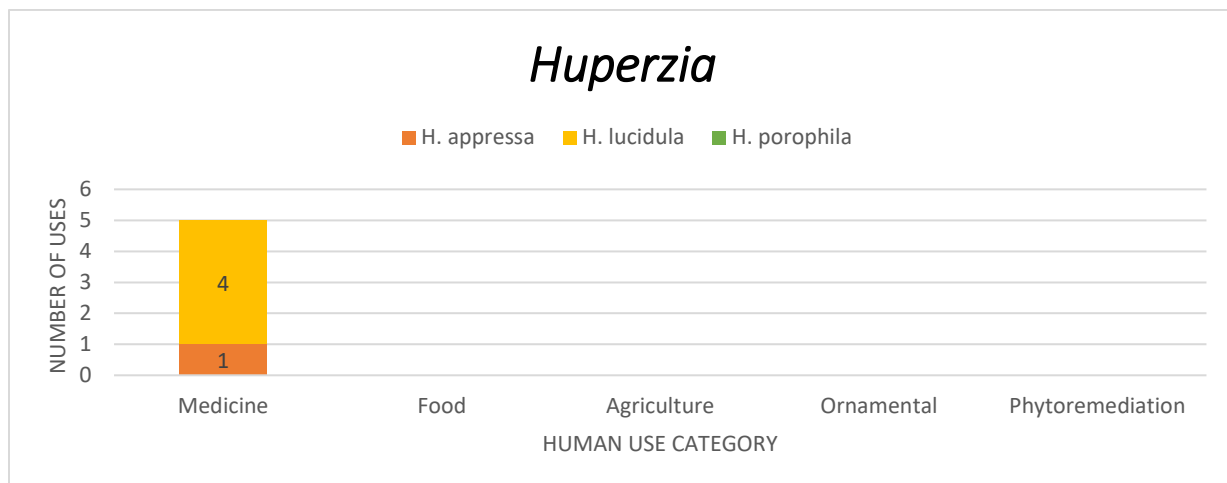 Huperzia
H. appressa H. lucidula H. porophila
NUMBER OF USES
6
5
4
3
2
1
0
4
1
Medicine Food Agriculture Ornamental Phytoremediation
HUMAN USE CATEGORY